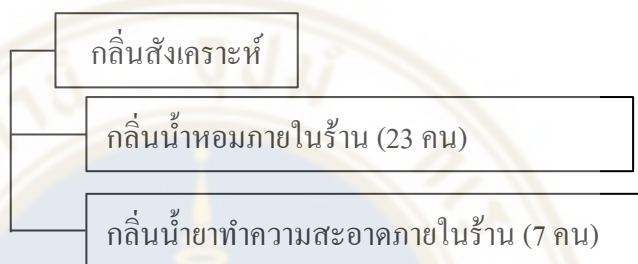 กลิ่นสังเคราะห์
กลิ่นน้ำหอมภายในร้าน (23 คน)
กลิ่นน้ำยาทำความสะอาดภายในร้าน (7 คน)